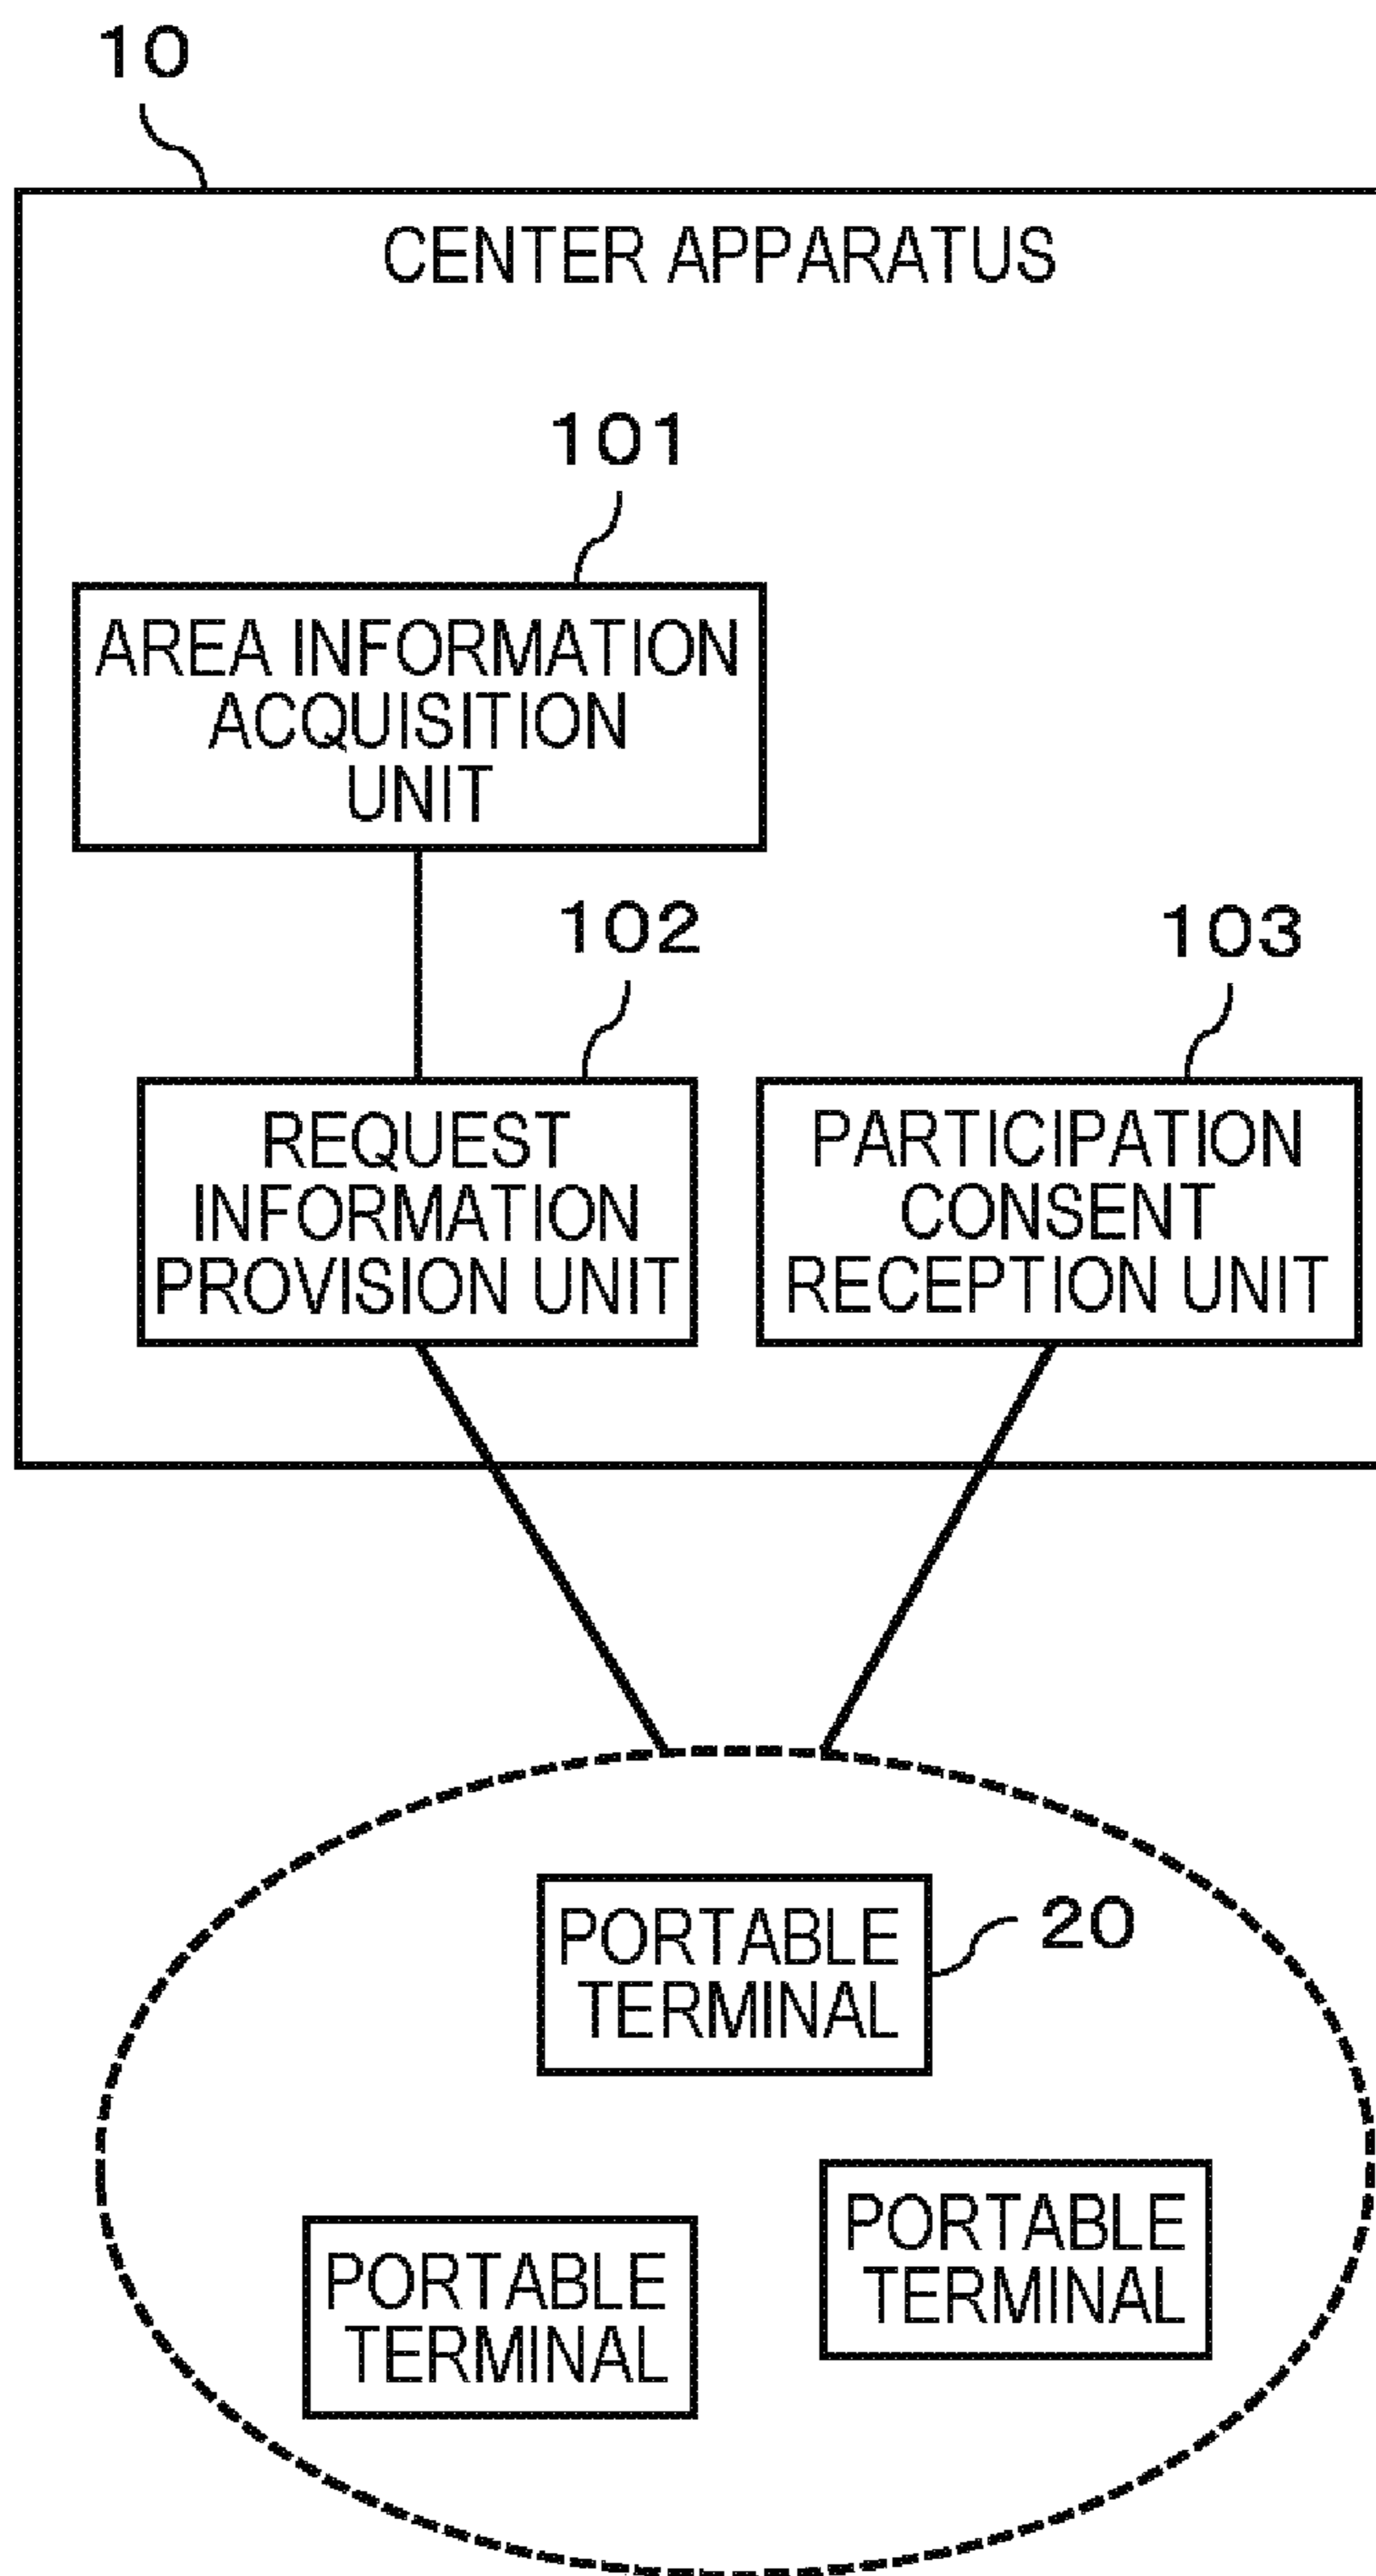 10
CENTER APPARATUS
101
AREA INFORMATION
ACQUISITION
UNIT
102
REQUEST
INFORMATION
PROVISION UNIT
103
PARTICIPATION
CONSENT
RECEPTION UNIT
PORTABLE
TERMINAL
20
PORTABLE
TERMINAL
PORTABLE
TERMINAL